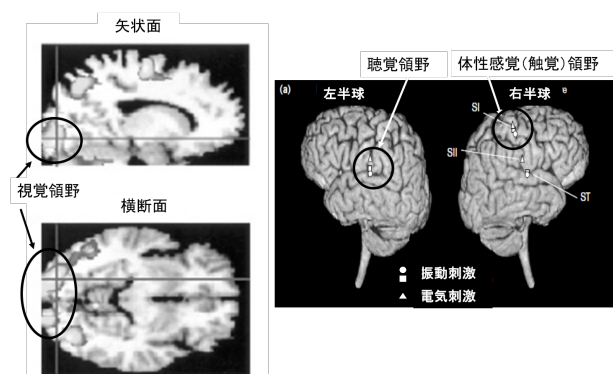 矢状面
視覚領野
横断面
聴覚領野
体性感覚(触覚)領野
(a)
左半球
右半球
e
SI
SII
ST
振動刺激
電気刺激